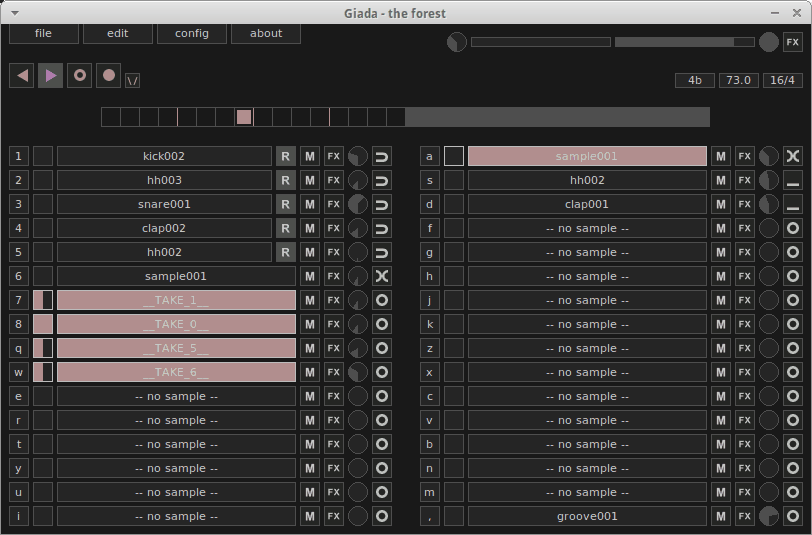 Giada - the forest
file edit config about
FX
\/ 4b 73.0 16/4
1 kick002 R M FX
2 hh003 R M FX
3 snare001 R M FX
4 clap002 R M FX
5 hh002 R M FX
6 sample001 M FX
7 __TAKE_1__ M FX
8 __TAKE_0__ M FX
q __TAKE_5__ M FX
w __TAKE_6__ M FX
e -- no sample -- M FX
r -- no sample -- M FX
t -- no sample -- M FX
y -- no sample -- M FX
u -- no sample -- M FX
i -- no sample -- M FX
a sample001 M FX
s hh002 M FX
d clap001 M FX
f -- no sample -- M FX
g -- no sample -- M FX
h -- no sample -- M FX
j -- no sample -- M FX
k -- no sample -- M FX
z -- no sample -- M FX
x -- no sample -- M FX
c -- no sample -- M FX
v -- no sample -- M FX
b -- no sample -- M FX
n -- no sample -- M FX
m -- no sample -- M FX
, groove001 M FX